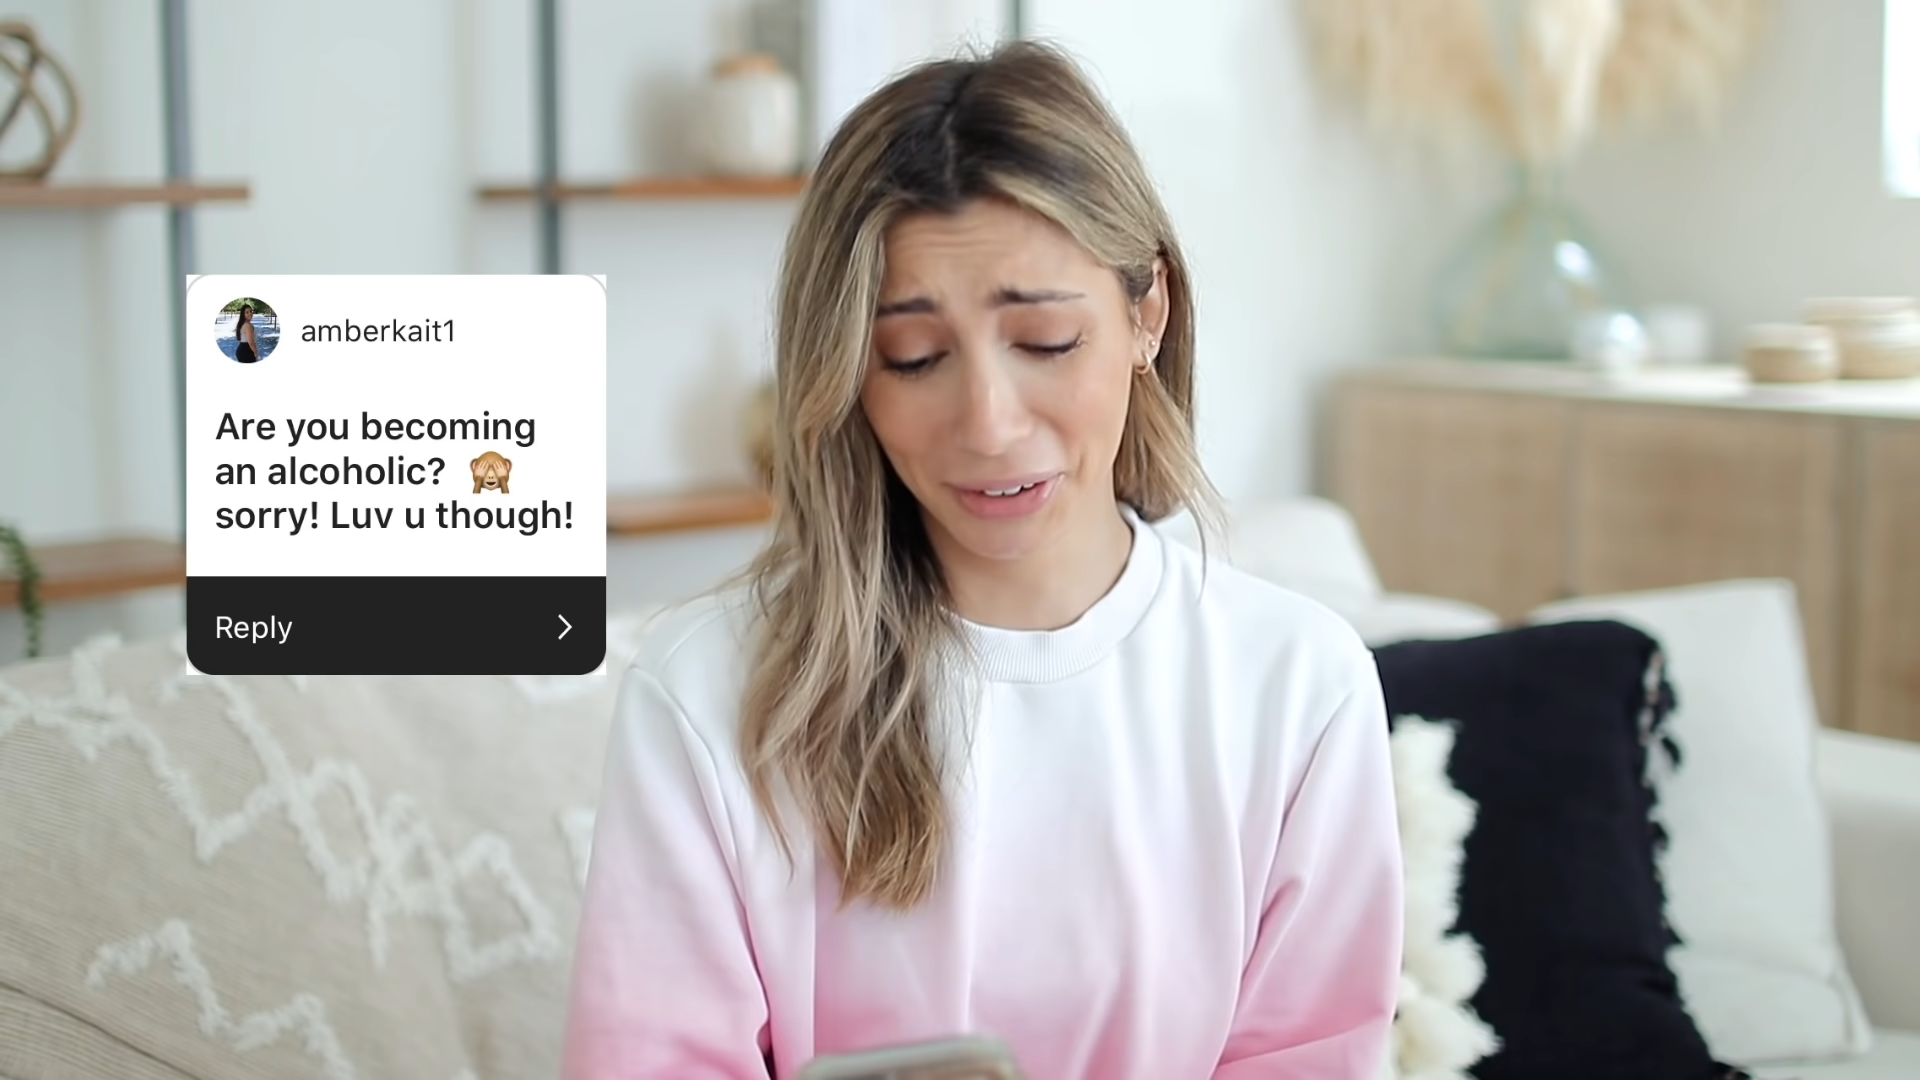 amberkait1
Are you becoming
an alcoholic? 🙈
sorry! Luv u though!
Reply